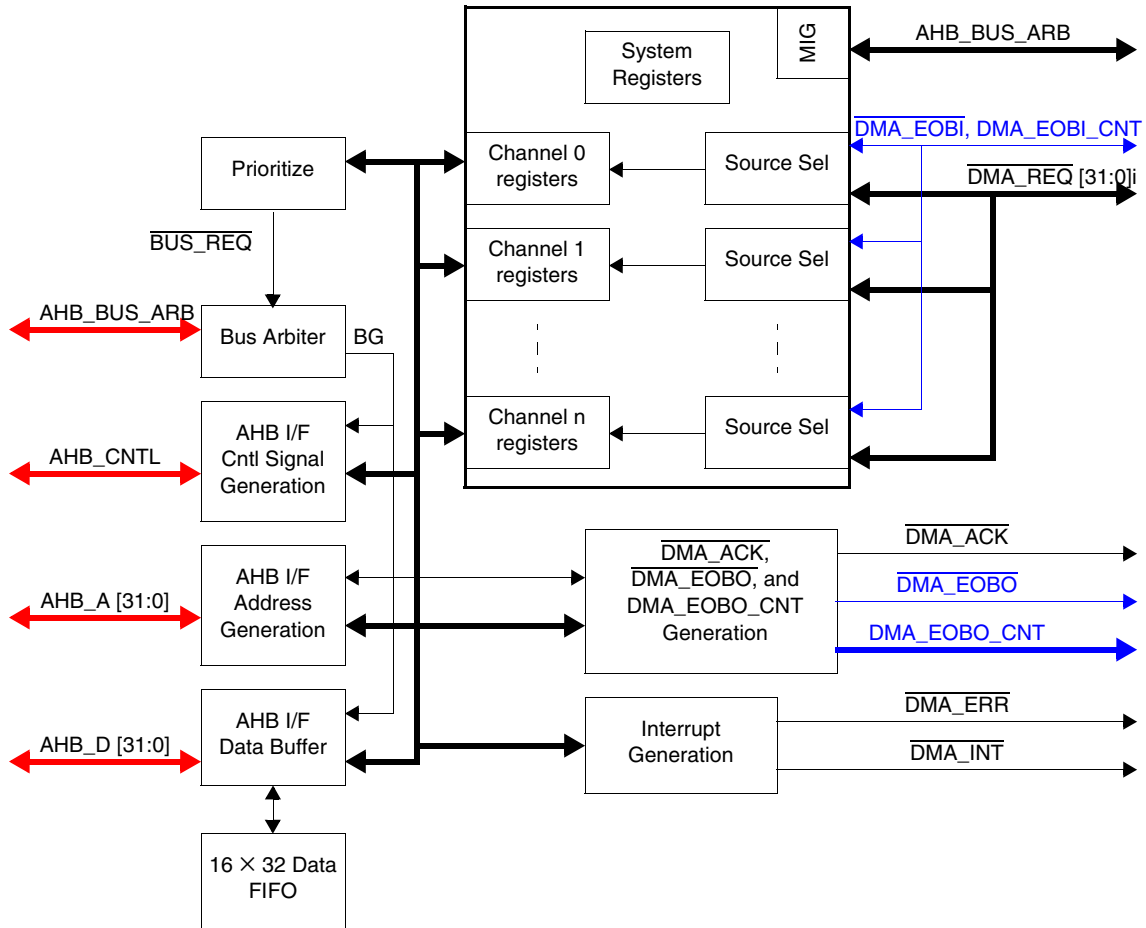 MIG
AHB_BUS_ARB
System
Registers
DMA_EOBI, DMA_EOBI_CNT
Prioritize
Channel 0
registers
Source Sel
DMA_REQ [31:0]i
BUS_REQ
Channel 1
registers
Source Sel
AHB_BUS_ARB
Bus Arbiter
BG
Channel n
registers
Source Sel
AHB_CNTL
AHB I/F
Cntl Signal
Generation
AHB_A [31:0]
AHB I/F
Address
Generation
DMA_ACK,
DMA_EOBO, and
DMA_EOBO_CNT
Generation
DMA_ACK
DMA_EOBO
DMA_EOBO_CNT
AHB_D [31:0]
AHB I/F
Data Buffer
Interrupt
Generation
DMA_ERR
DMA_INT
16 × 32 Data
FIFO